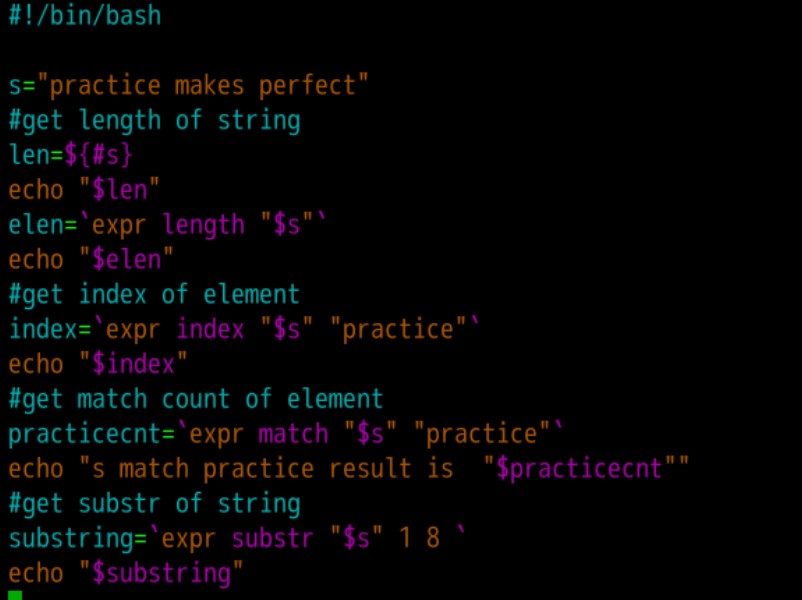 #!/bin/bash
s="practice makes perfect"
#get length of string
len=${#s}
echo "$len"
elen=`expr length "$s"`
echo "$elen"
#get index of element
index=`expr index "$s" "practice"`
echo "$index"
#get match count of element
practicecnt=`expr match "$s" "practice"`
echo "s match practice result is  "$practicecnt""
#get substr of string
substring=`expr substr "$s" 1 8 `
echo "$substring"